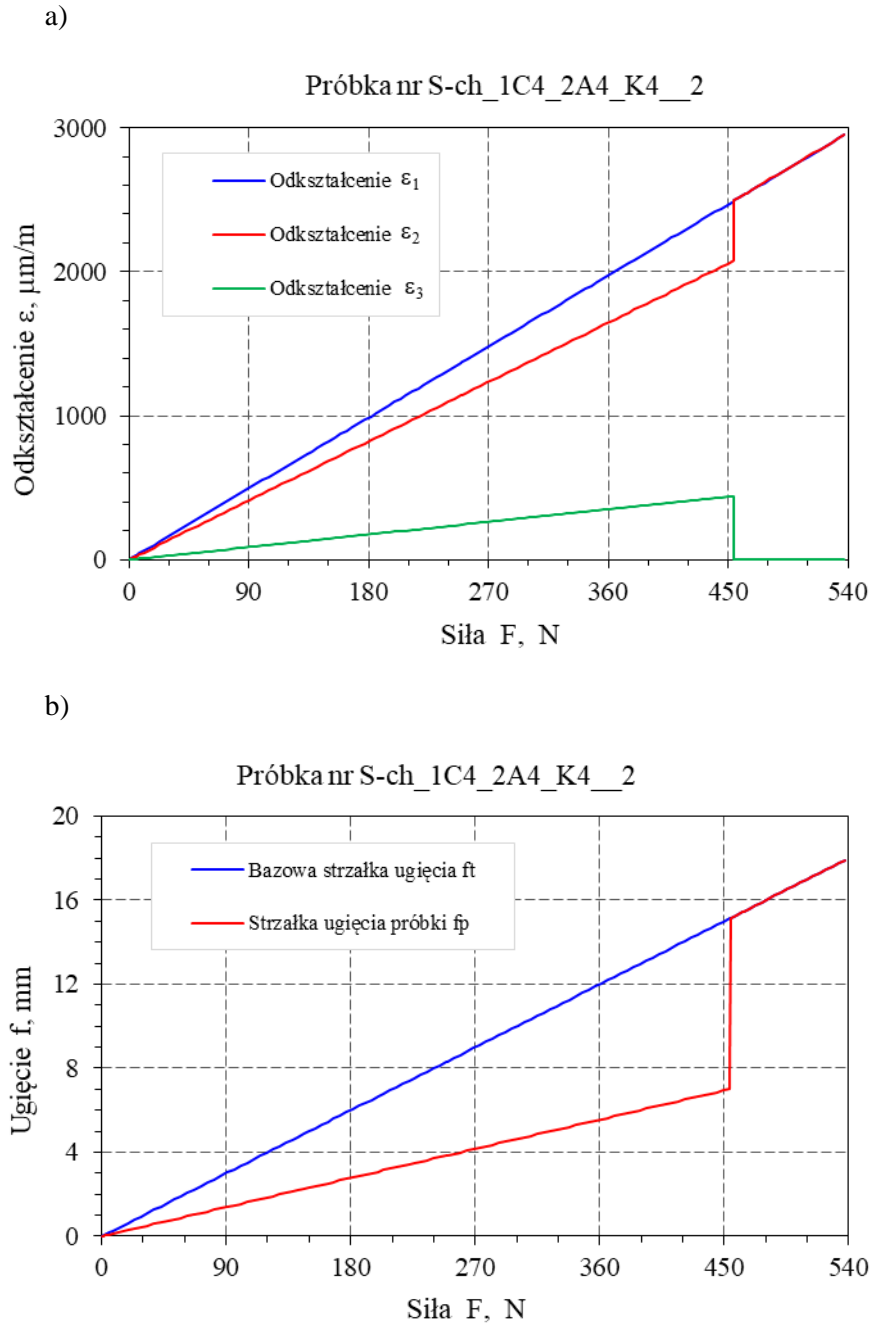 a)
Próbka nr S-ch_1C4_2A4_K4__2
3000
2000
1000
0
Odkształcenie ε, μm/m
Odkształcenie ε1
Odkształcenie ε2
Odkształcenie ε3
0 90 180 270 360 450 540
Siła F, N
b)
Próbka nr S-ch_1C4_2A4_K4__2
20
16
12
8
4
0
Ugięcie f, mm
Bazowa strzałka ugięcia ft
Strzałka ugięcia próbki fp
0 90 180 270 360 450 540
Siła F, N